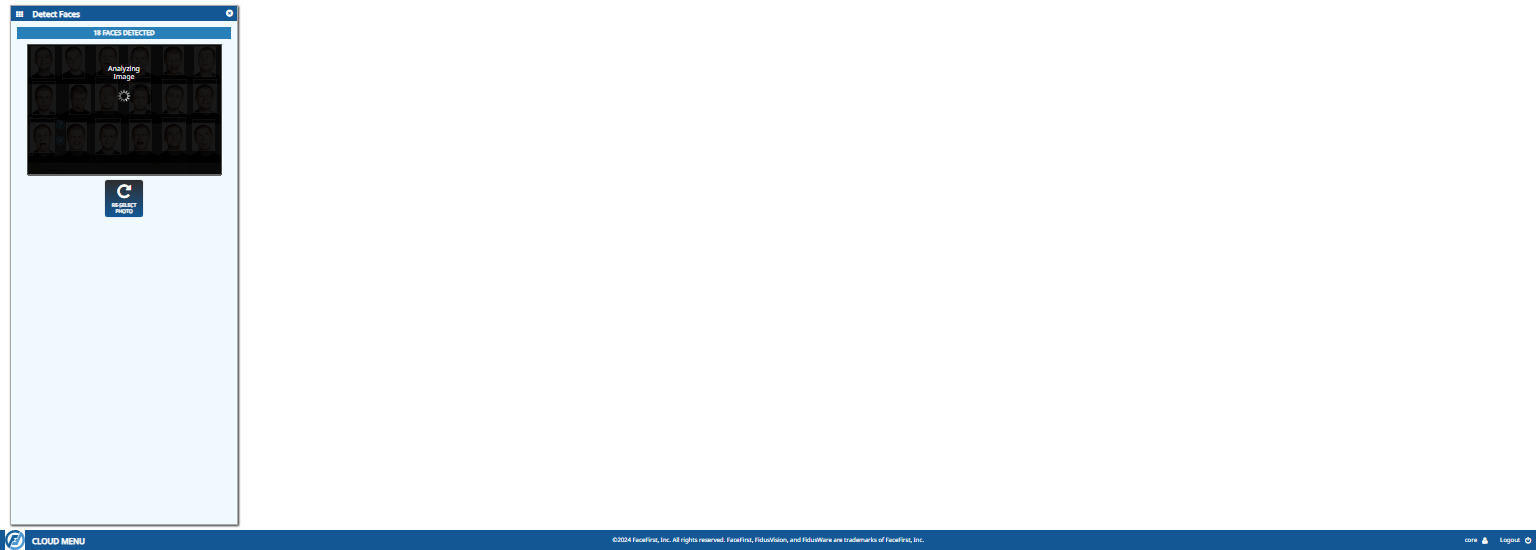 Detect Faces
18 FACES DETECTED
Analyzing
Image
RE-SELECT
PHOTO
CLOUD MENU
©2024 FaceFirst, Inc. All rights reserved. FaceFirst, FidusVision, and FidusWare are trademarks of FaceFirst, Inc.
core
Logout